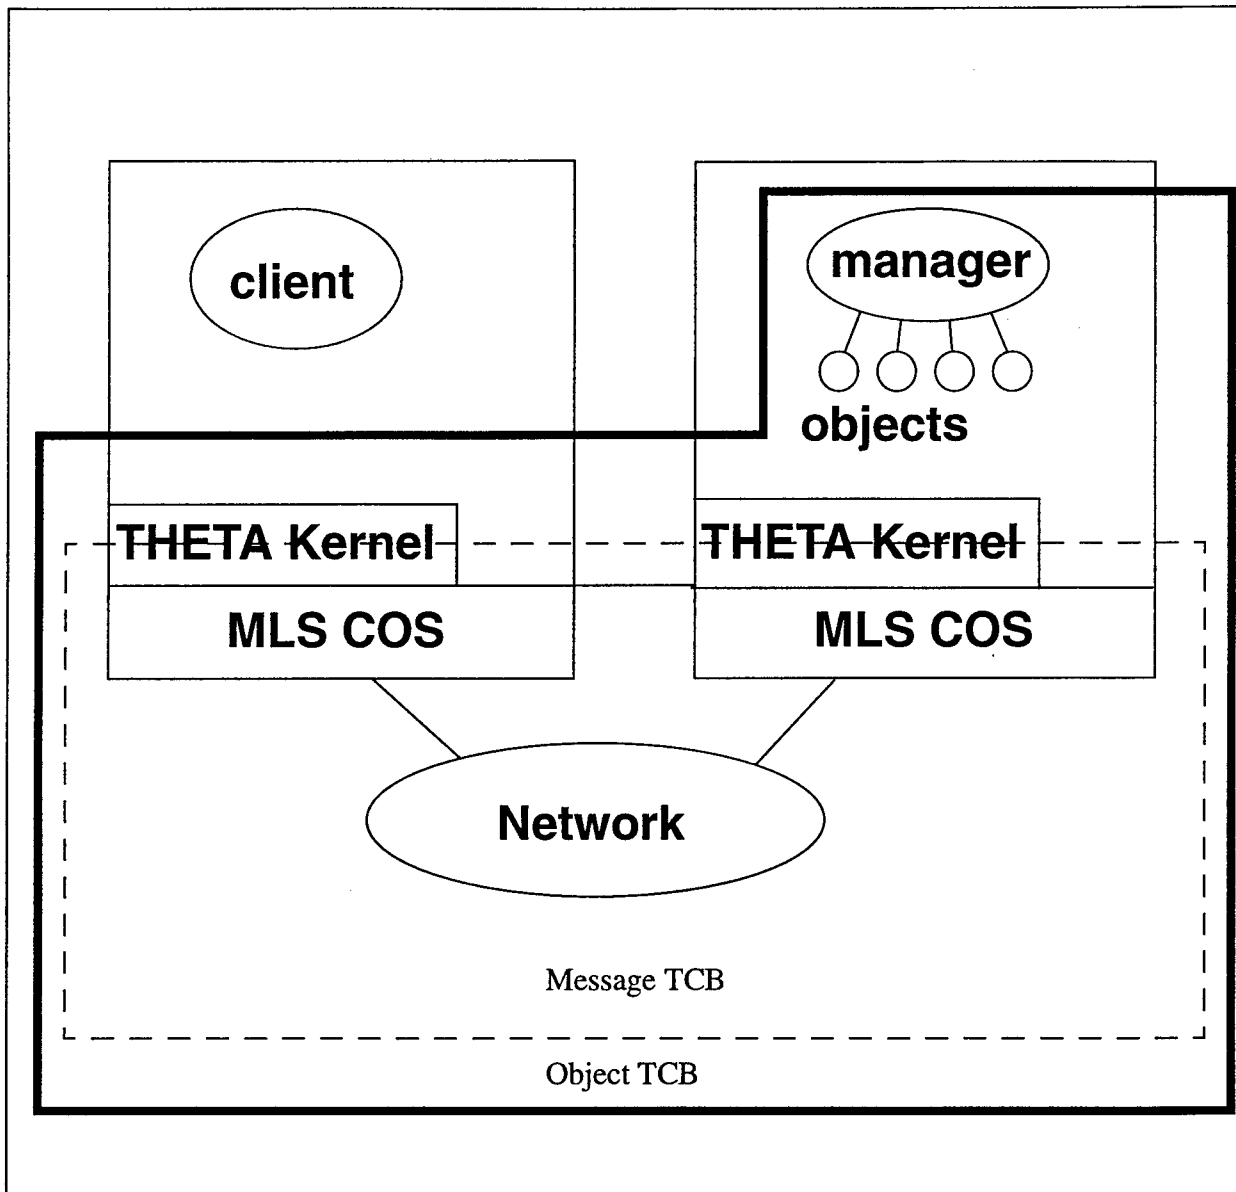 client
manager
objects
THETA Kernel
THETA Kernel
MLS COS
MLS COS
Network
Message TCB
Object TCB